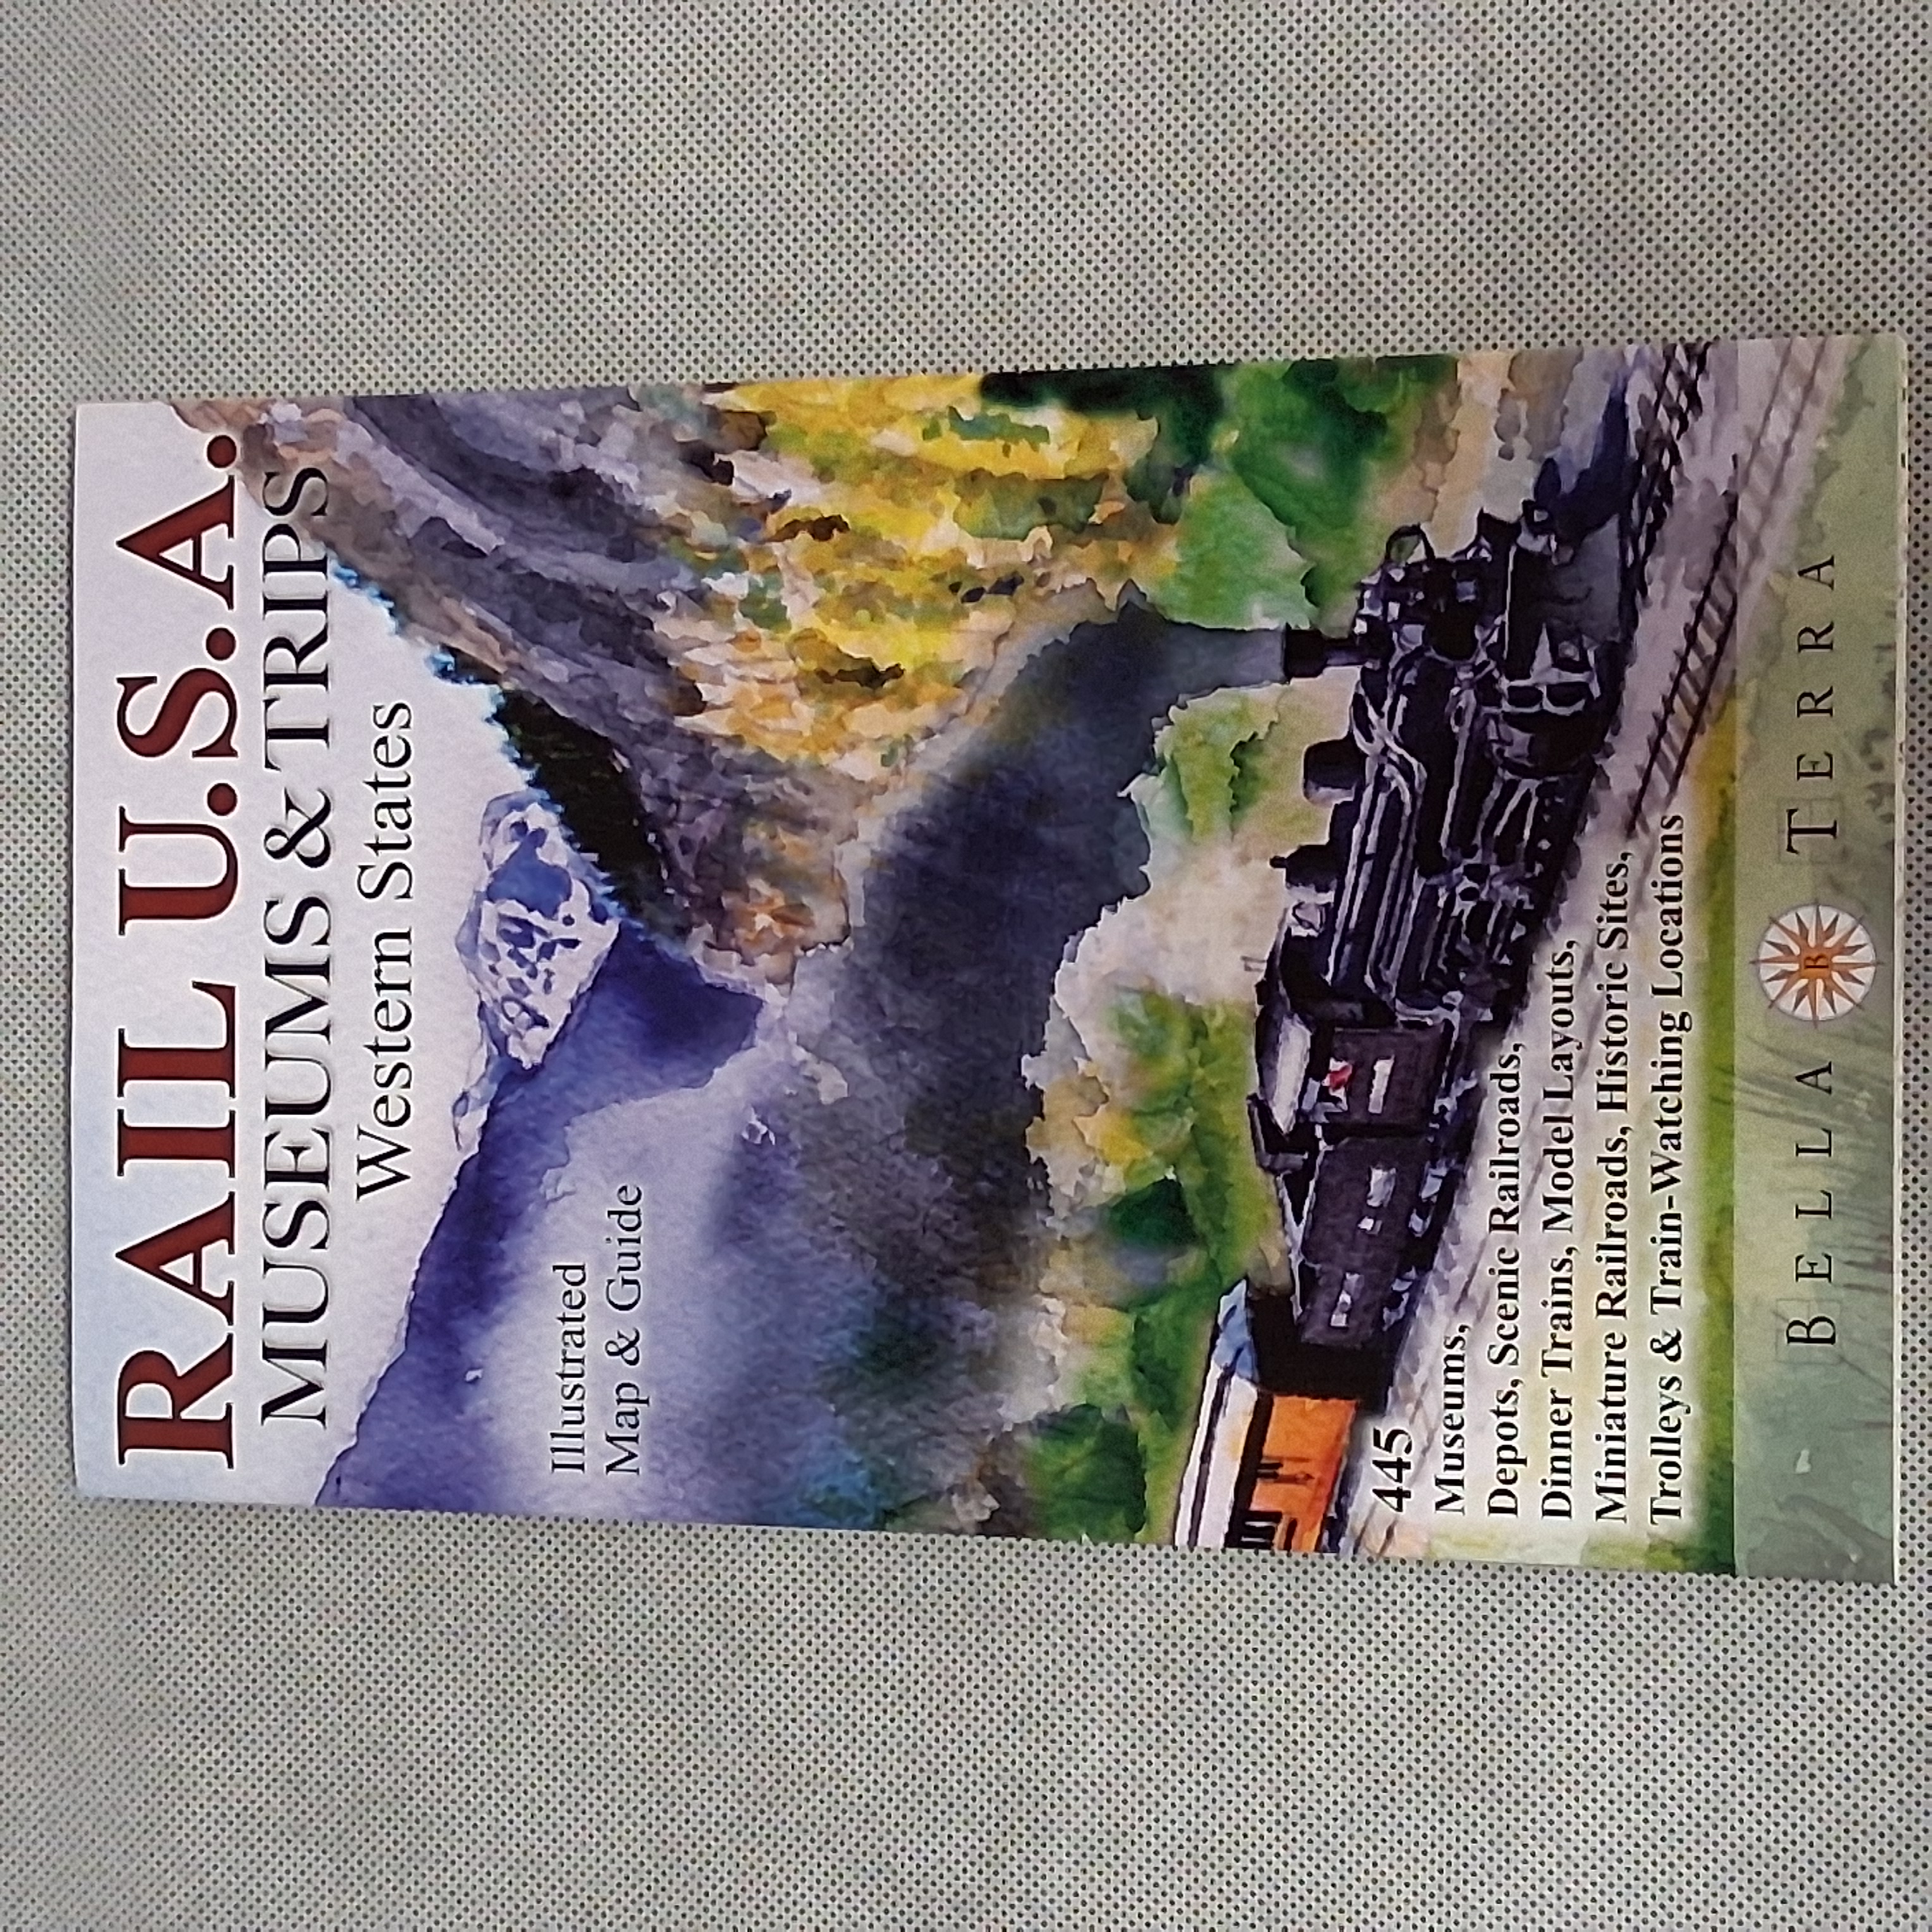 RAIL U.S.A.
MUSEUMS & TRIPS
Western States
Illustrated
Map & Guide
445
Museums,
Depots, Scenic Railroads,
Dinner Trains, Model Layouts,
Miniature Railroads, Historic Sites,
Trolleys & Train-Watching Locations
BELLA B TERRA